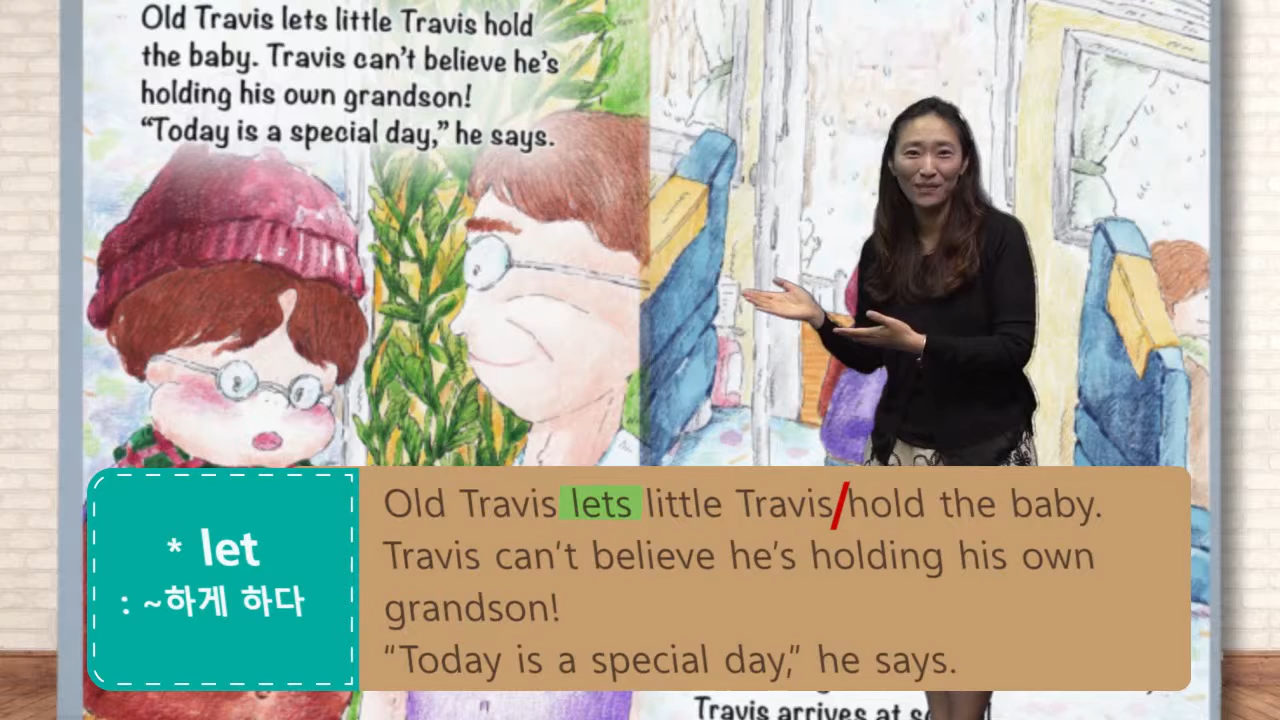 Old Travis lets little Travis hold
the baby. Travis can't believe he's
holding his own grandson!
“Today is a special day,” he says.
* let
: ~하게 하다
Old Travis lets little Travis/hold the baby.
Travis can't believe he's holding his own
grandson!
“Today is a special day,” he says.
Travis arrives at